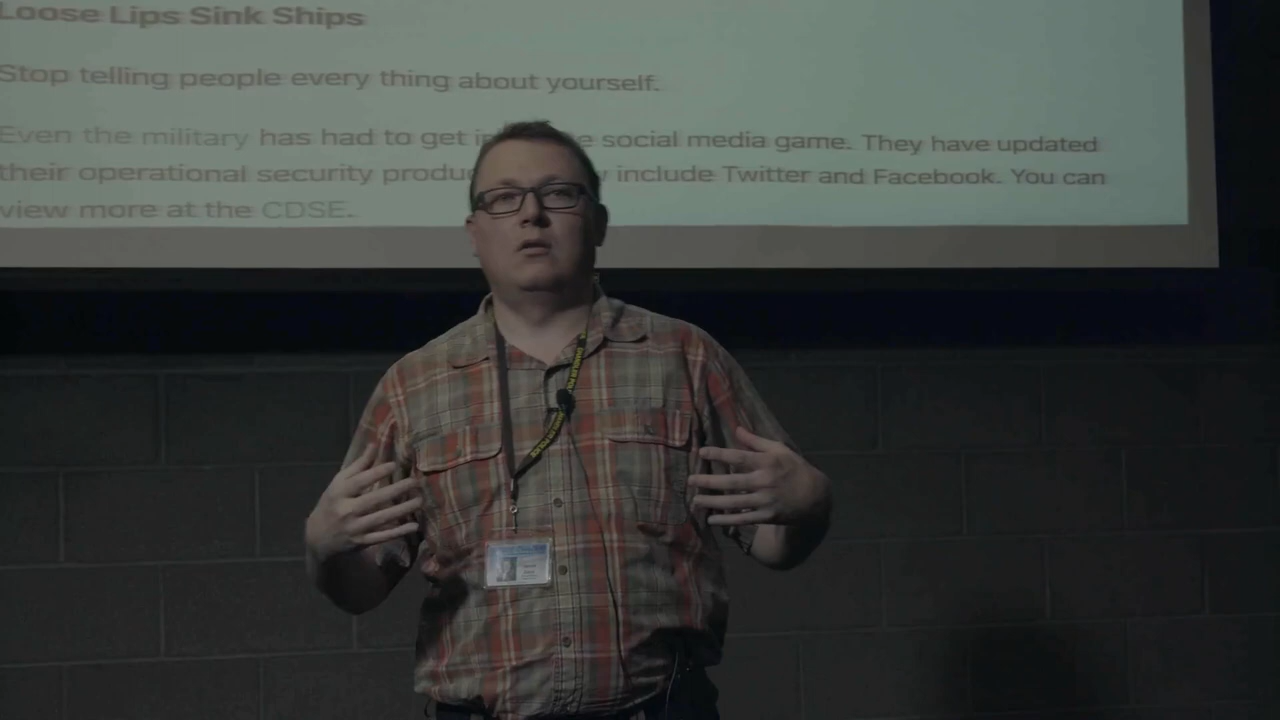 Loose Lips Sink Ships
Stop telling people every thing about yourself.
Even the military has had to get in e social media game. They have updated
their operational security produc include Twitter and Facebook. You can
view more at the CDSE.